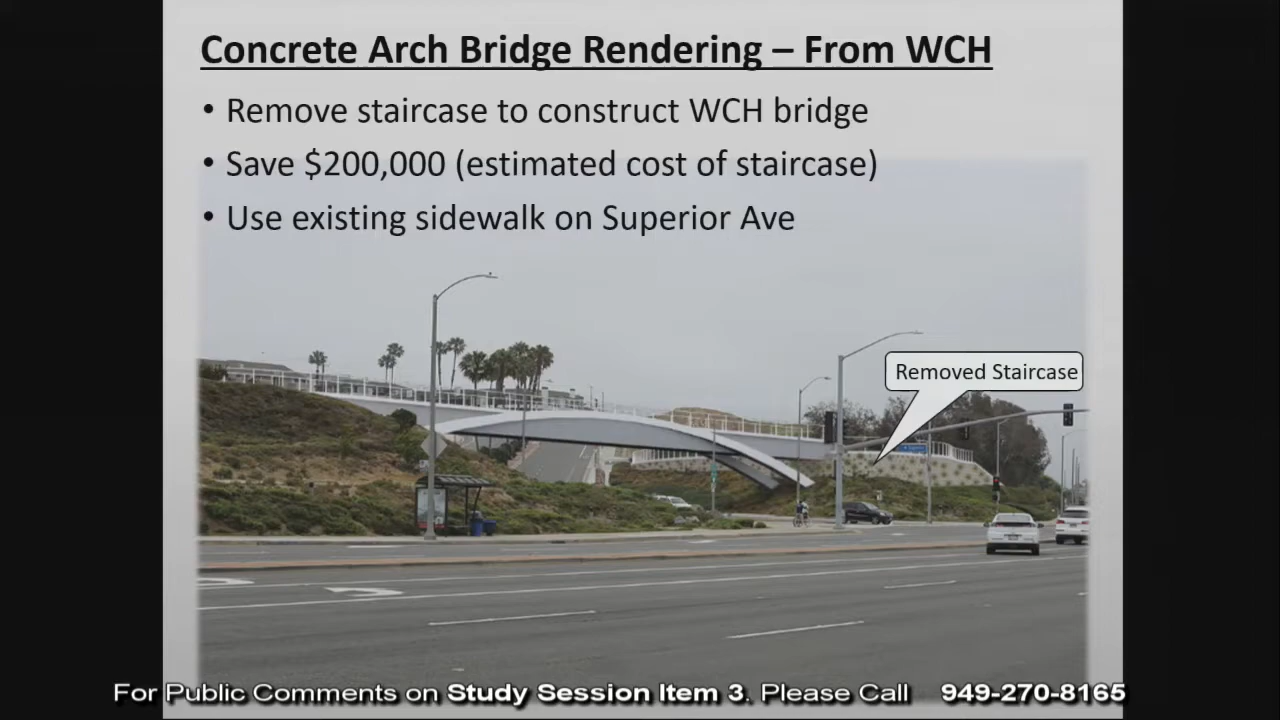 Concrete Arch Bridge Rendering – From WCH
• Remove staircase to construct WCH bridge
• Save $200,000 (estimated cost of staircase)
• Use existing sidewalk on Superior Ave
Removed Staircase
For Public Comments on Study Session Item 3. Please Call 949-270-8165